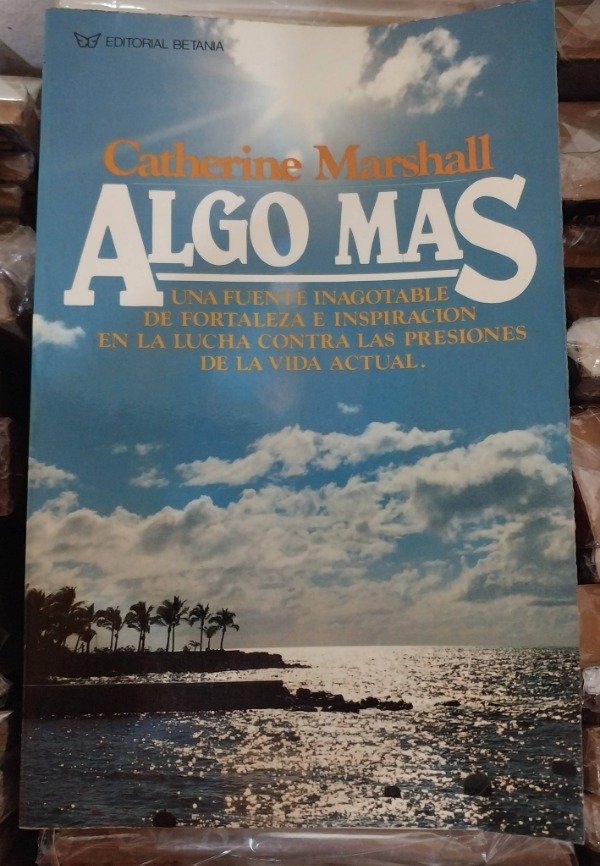 EDITORIAL BETANIA
Catherine Marshall
ALGO MAS
UNA FUENTE INAGOTABLE
DE FORTALEZA E INSPIRACION
EN LA LUCHA CONTRA LAS PRESIONES
DE LA VIDA ACTUAL.